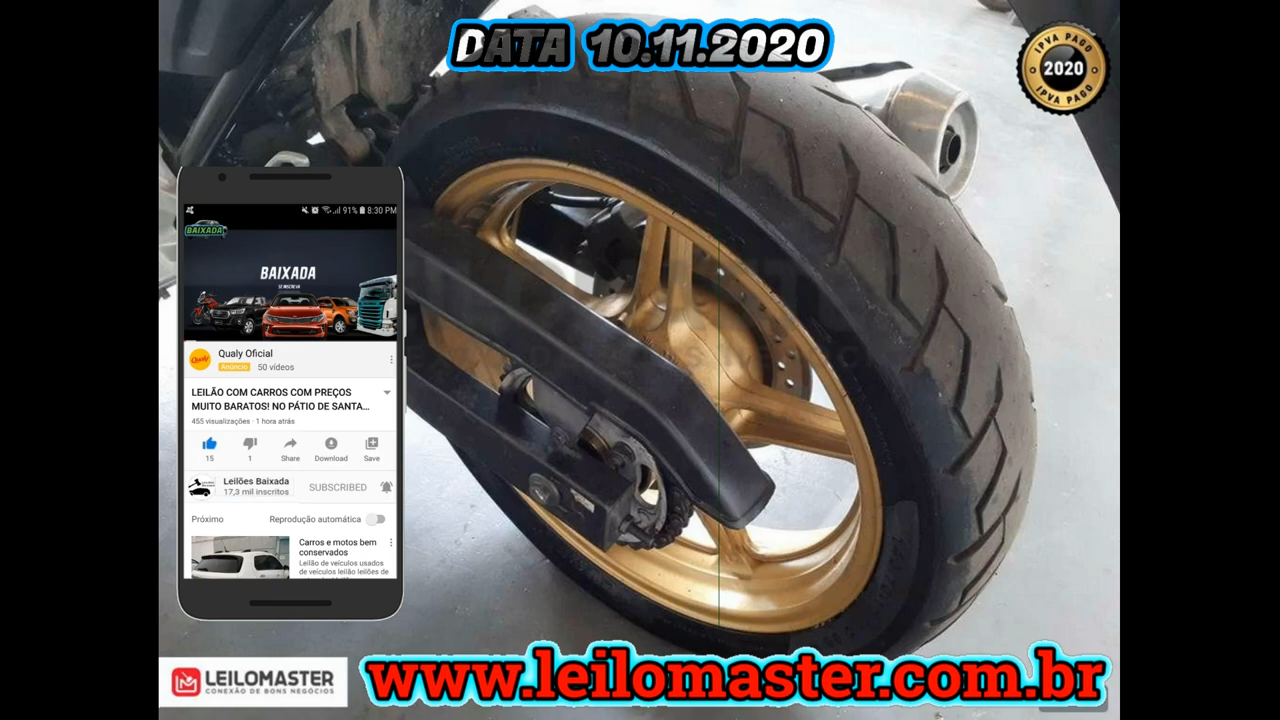 DATA 10.11.2020
IPVA PAGO
2020
IPVA PAGO
91% 8:30 PM
BAIXADA
BAIXADA
SE INSCREVA
Qualy
Qualy Oficial
Anúncio 50 vídeos
LEILÃO COM CARROS COM PREÇOS
MUITO BARATOS! NO PÁTIO DE SANTA...
455 visualizações · 1 hora atrás
15 1 Share Download Save
Leilões Baixada
17,3 mil inscritos
SUBSCRIBED
Próximo Reprodução automática
Carros e motos bem
conservados
Leilão de veículos usados
de veículos leilão leilões de
LEILOMASTER
CONEXÃO DE BONS NEGÓCIOS
www.leilomaster.com.br